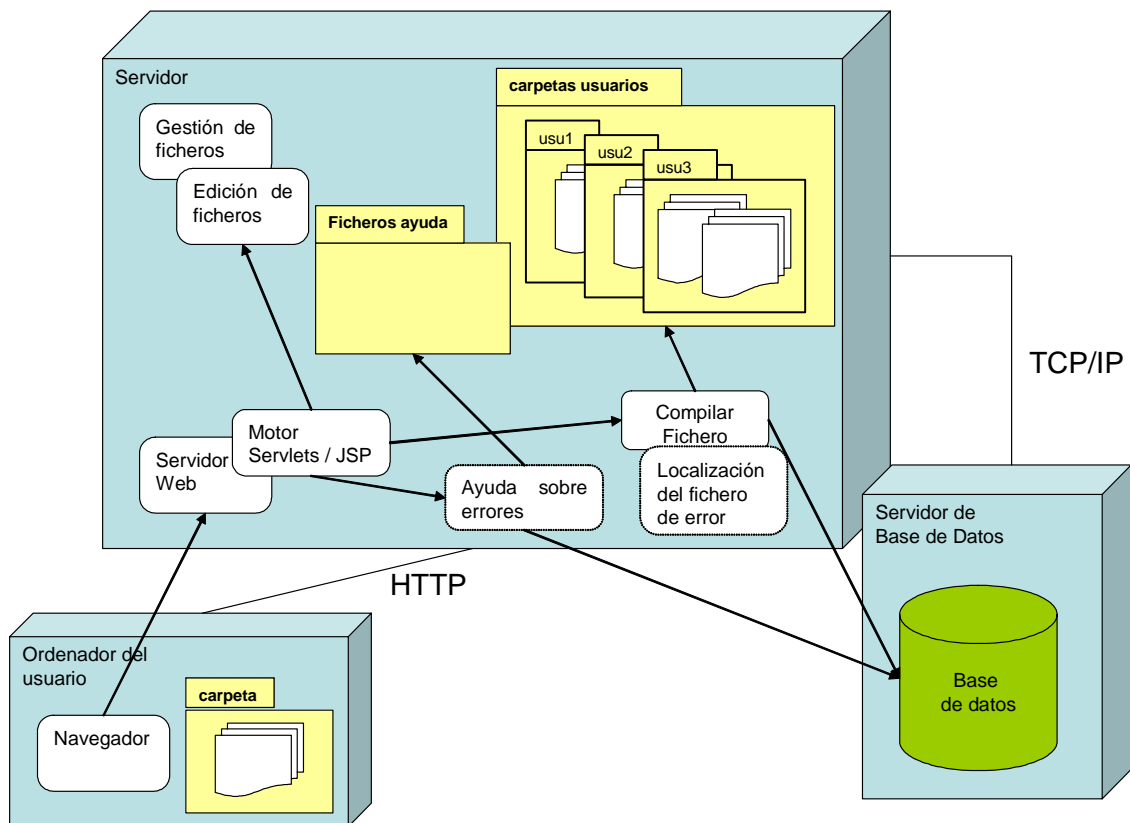 Servidor
carpetas usuarios
Gestión de
ficheros
usu1
usu2
usu3
Edición de
ficheros
Ficheros ayuda
TCP/IP
Motor
Servlets / JSP
Compilar
Fichero
Servidor
Web
Ayuda sobre
errores
Localización
del fichero
de error
Servidor de
Base de Datos
HTTP
Ordenador del
usuario
carpeta
Navegador
Base
de datos